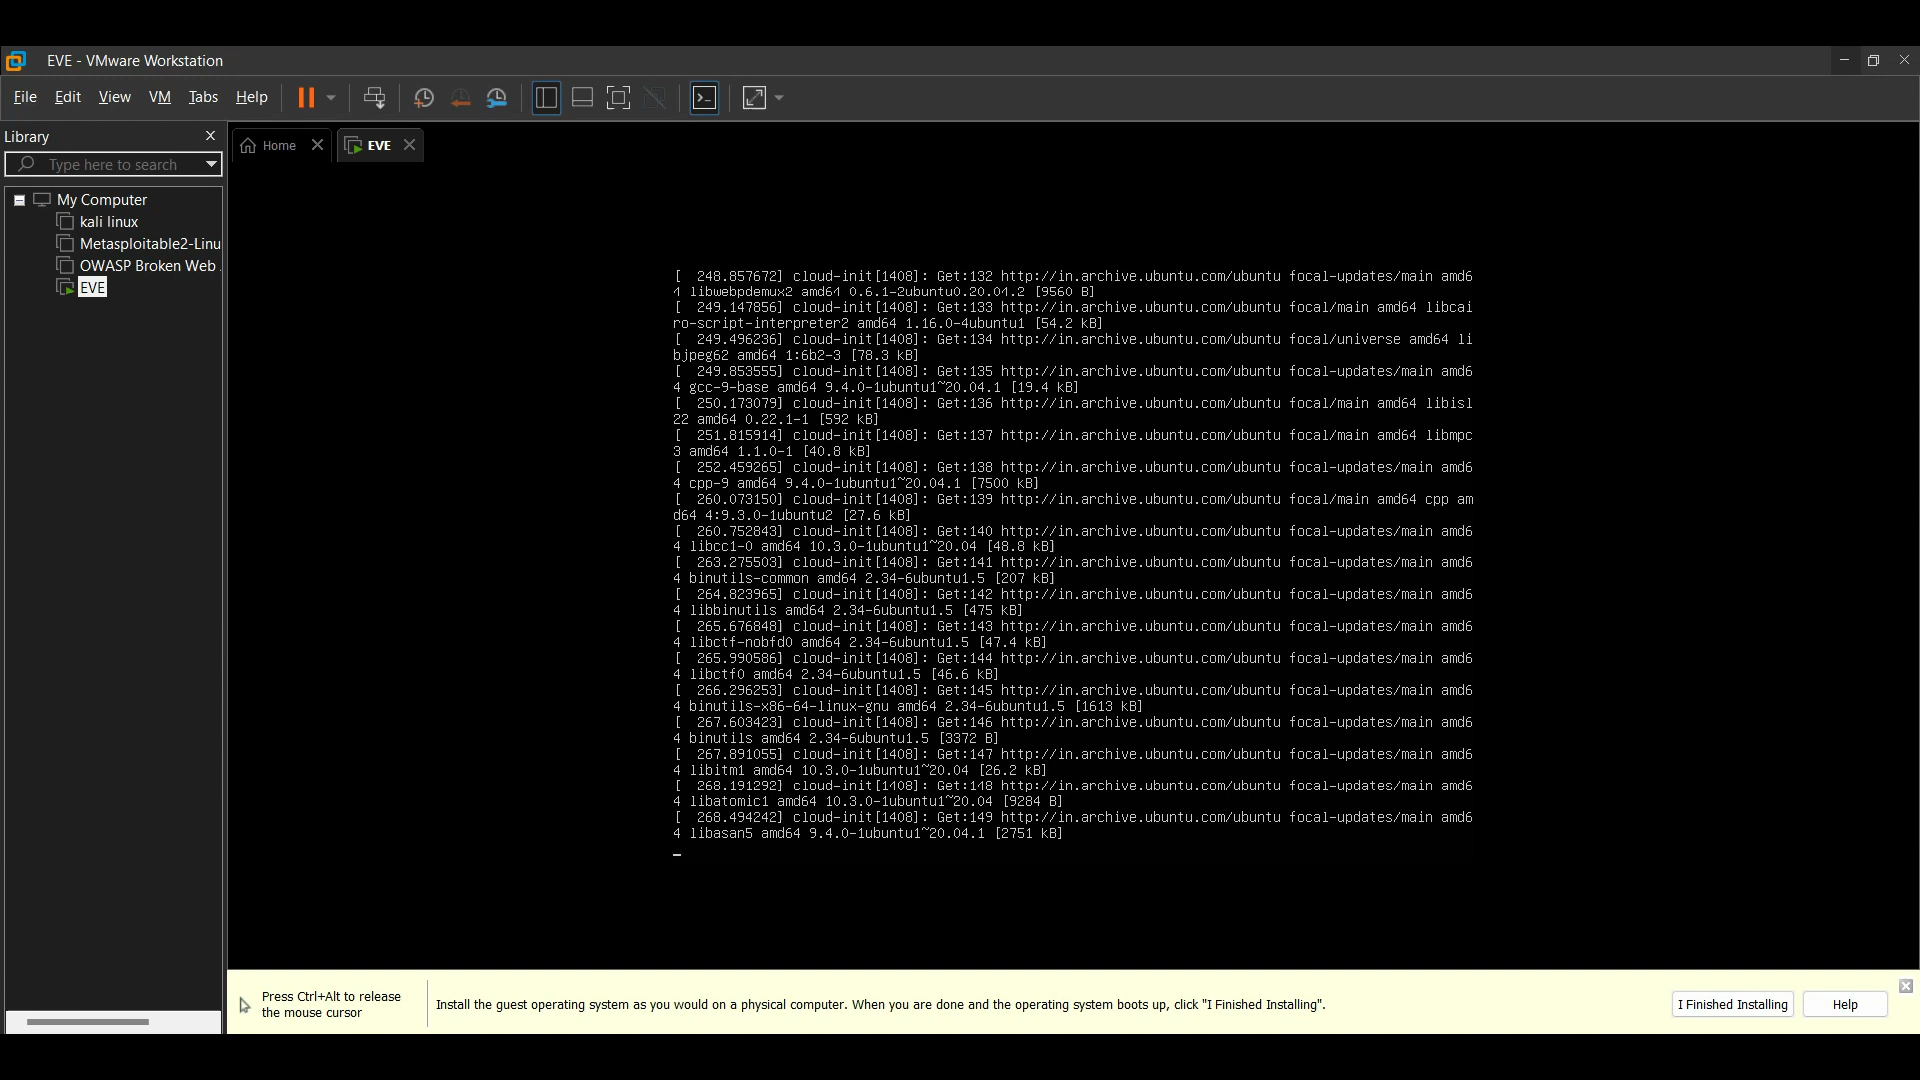 EVE - VMware Workstation
File Edit View VM Tabs Help
Library
Home
EVE
Type here to search
My Computer
kali linux
Metasploitable2-Linu
OWASP Broken Web
EVE
[  248.857672] cloud-init[1408]: Get:132 http://in.archive.ubuntu.com/ubuntu focal-updates/main amd6
4 libwebpdemux2 amd64 0.6.1-2ubuntu0.20.04.2 [9560 B]
[  249.147856] cloud-init[1408]: Get:133 http://in.archive.ubuntu.com/ubuntu focal/main amd64 libcai
ro-script-interpreter2 amd64 1.16.0-4ubuntu1 [54.2 kB]
[  249.496236] cloud-init[1408]: Get:134 http://in.archive.ubuntu.com/ubuntu focal/universe amd64 li
bjpeg62 amd64 1:6b2-3 [78.3 kB]
[  249.853555] cloud-init[1408]: Get:135 http://in.archive.ubuntu.com/ubuntu focal-updates/main amd6
4 gcc-9-base amd64 9.4.0-1ubuntu1~20.04.1 [19.4 kB]
[  250.173079] cloud-init[1408]: Get:136 http://in.archive.ubuntu.com/ubuntu focal/main amd64 libisl
22 amd64 0.22.1-1 [592 kB]
[  251.815914] cloud-init[1408]: Get:137 http://in.archive.ubuntu.com/ubuntu focal/main amd64 libmpc
3 amd64 1.1.0-1 [40.8 kB]
[  252.459265] cloud-init[1408]: Get:138 http://in.archive.ubuntu.com/ubuntu focal-updates/main amd6
4 cpp-9 amd64 9.4.0-1ubuntu1~20.04.1 [7500 kB]
[  260.073150] cloud-init[1408]: Get:139 http://in.archive.ubuntu.com/ubuntu focal/main amd64 cpp am
d64 4:9.3.0-1ubuntu2 [27.6 kB]
[  260.752843] cloud-init[1408]: Get:140 http://in.archive.ubuntu.com/ubuntu focal-updates/main amd6
4 libcc1-0 amd64 10.3.0-1ubuntu1~20.04 [48.8 kB]
[  263.275503] cloud-init[1408]: Get:141 http://in.archive.ubuntu.com/ubuntu focal-updates/main amd6
4 binutils-common amd64 2.34-6ubuntu1.5 [207 kB]
[  264.823965] cloud-init[1408]: Get:142 http://in.archive.ubuntu.com/ubuntu focal-updates/main amd6
4 libbinutils amd64 2.34-6ubuntu1.5 [475 kB]
[  265.676848] cloud-init[1408]: Get:143 http://in.archive.ubuntu.com/ubuntu focal-updates/main amd6
4 libctf-nobfd0 amd64 2.34-6ubuntu1.5 [47.4 kB]
[  265.990586] cloud-init[1408]: Get:144 http://in.archive.ubuntu.com/ubuntu focal-updates/main amd6
4 libctf0 amd64 2.34-6ubuntu1.5 [46.6 kB]
[  266.296253] cloud-init[1408]: Get:145 http://in.archive.ubuntu.com/ubuntu focal-updates/main amd6
4 binutils-x86-64-linux-gnu amd64 2.34-6ubuntu1.5 [1613 kB]
[  267.603423] cloud-init[1408]: Get:146 http://in.archive.ubuntu.com/ubuntu focal-updates/main amd6
4 binutils amd64 2.34-6ubuntu1.5 [3372 B]
[  267.891055] cloud-init[1408]: Get:147 http://in.archive.ubuntu.com/ubuntu focal-updates/main amd6
4 libitm1 amd64 10.3.0-1ubuntu1~20.04 [26.2 kB]
[  268.191292] cloud-init[1408]: Get:148 http://in.archive.ubuntu.com/ubuntu focal-updates/main amd6
4 libatomic1 amd64 10.3.0-1ubuntu1~20.04 [9284 B]
[  268.494242] cloud-init[1408]: Get:149 http://in.archive.ubuntu.com/ubuntu focal-updates/main amd6
4 libasan5 amd64 9.4.0-1ubuntu1~20.04.1 [2751 kB]
Press Ctrl+Alt to release
the mouse cursor
Install the guest operating system as you would on a physical computer. When you are done and the operating system boots up, click "I Finished Installing".
I Finished Installing
Help